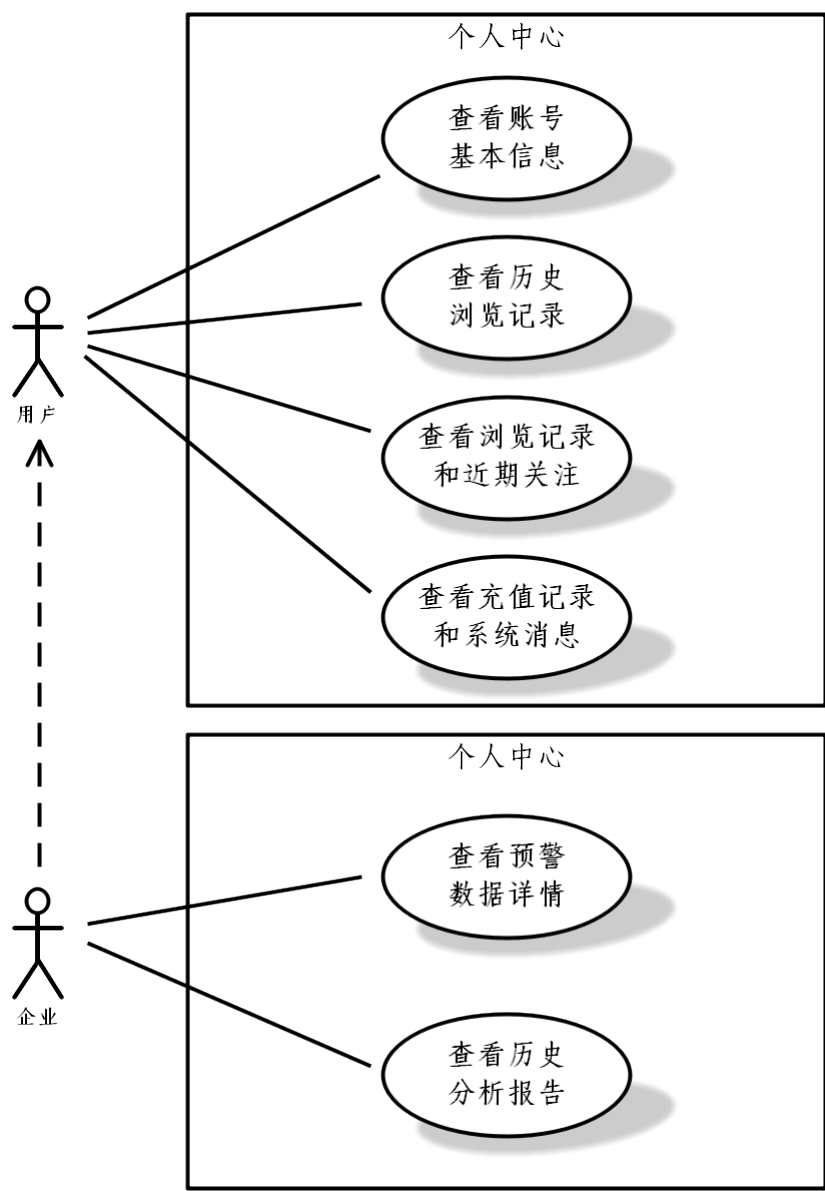 个人中心
查看账号
基本信息
查看历史
浏览记录
用户
查看浏览记录
和近期关注
查看充值记录
和系统消息
个人中心
查看预警
数据详情
企业
查看历史
分析报告